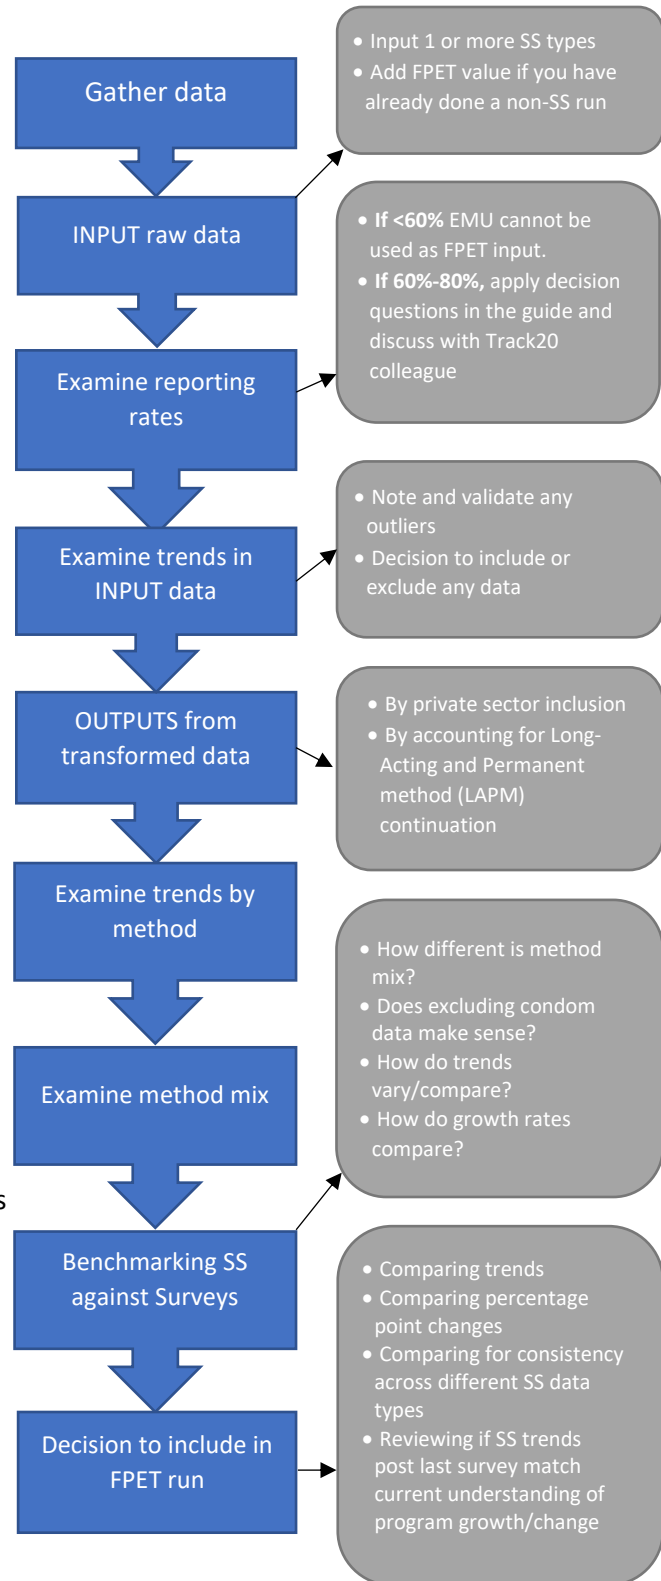 Gather data
• Input 1 or more SS types
• Add FPET value if you have
already done a non-SS run
INPUT raw data
• If <60% EMU cannot be
used as FPET input.
• If 60%-80%, apply decision
questions in the guide and
discuss with Track20
colleague
Examine reporting
rates
Examine trends in
INPUT data
• Note and validate any
outliers
• Decision to include or
exclude any data
OUTPUTS from
transformed data
• By private sector inclusion
• By accounting for Long-
Acting and Permanent
method (LAPM)
continuation
Examine trends by
method
Examine method mix
• How different is method
mix?
• Does excluding condom
data make sense?
• How do trends
vary/compare?
• How do growth rates
compare?
s
Benchmarking SS
against Surveys
Decision to include in
FPET run
• Comparing trends
• Comparing percentage
point changes
• Comparing for consistency
across different SS data
types
• Reviewing if SS trends
post last survey match
current understanding of
program growth/change